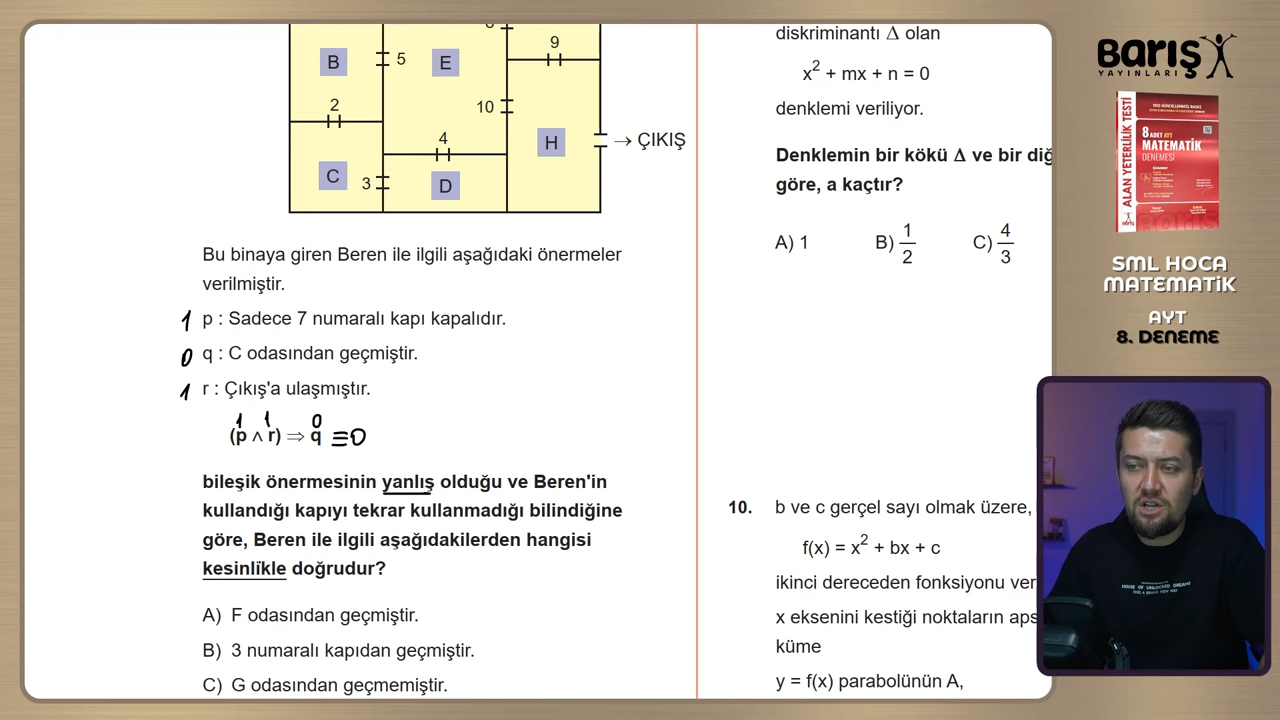 B
5
E
9
2
10
4
H
→ ÇIKIŞ
C
3
D
Bu binaya giren Beren ile ilgili aşağıdaki önermeler
verilmiştir.
1 p : Sadece 7 numaralı kapı kapalıdır.
0 q : C odasından geçmiştir.
1 r : Çıkış'a ulaşmıştır.
1 1 0
(p ∧ r) ⇒ q ≡0
bileşik önermesinin yanlış olduğu ve Beren'in
kullandığı kapıyı tekrar kullanmadığı bilindiğine
göre, Beren ile ilgili aşağıdakilerden hangisi
kesinlikle doğrudur?
A) F odasından geçmiştir.
B) 3 numaralı kapıdan geçmiştir.
C) G odasından geçmemiştir.
diskriminantı Δ olan
x² + mx + n = 0
denklemi veriliyor.
Denklemin bir kökü Δ ve bir diğ
göre, a kaçtır?
A) 1 B) 1/2 C) 4/3
10. b ve c gerçel sayı olmak üzere,
f(x) = x² + bx + c
ikinci dereceden fonksiyonu ver
x eksenini kestiği noktaların aps
küme
y = f(x) parabolünün A,
BARIŞ
YAYINLARI
ALAN YETERLİLİK TESTİ
8 ADET AYT
MATEMATİK
DENEMESİ
SML HOCA
MATEMATİK
AYT
8. DENEME